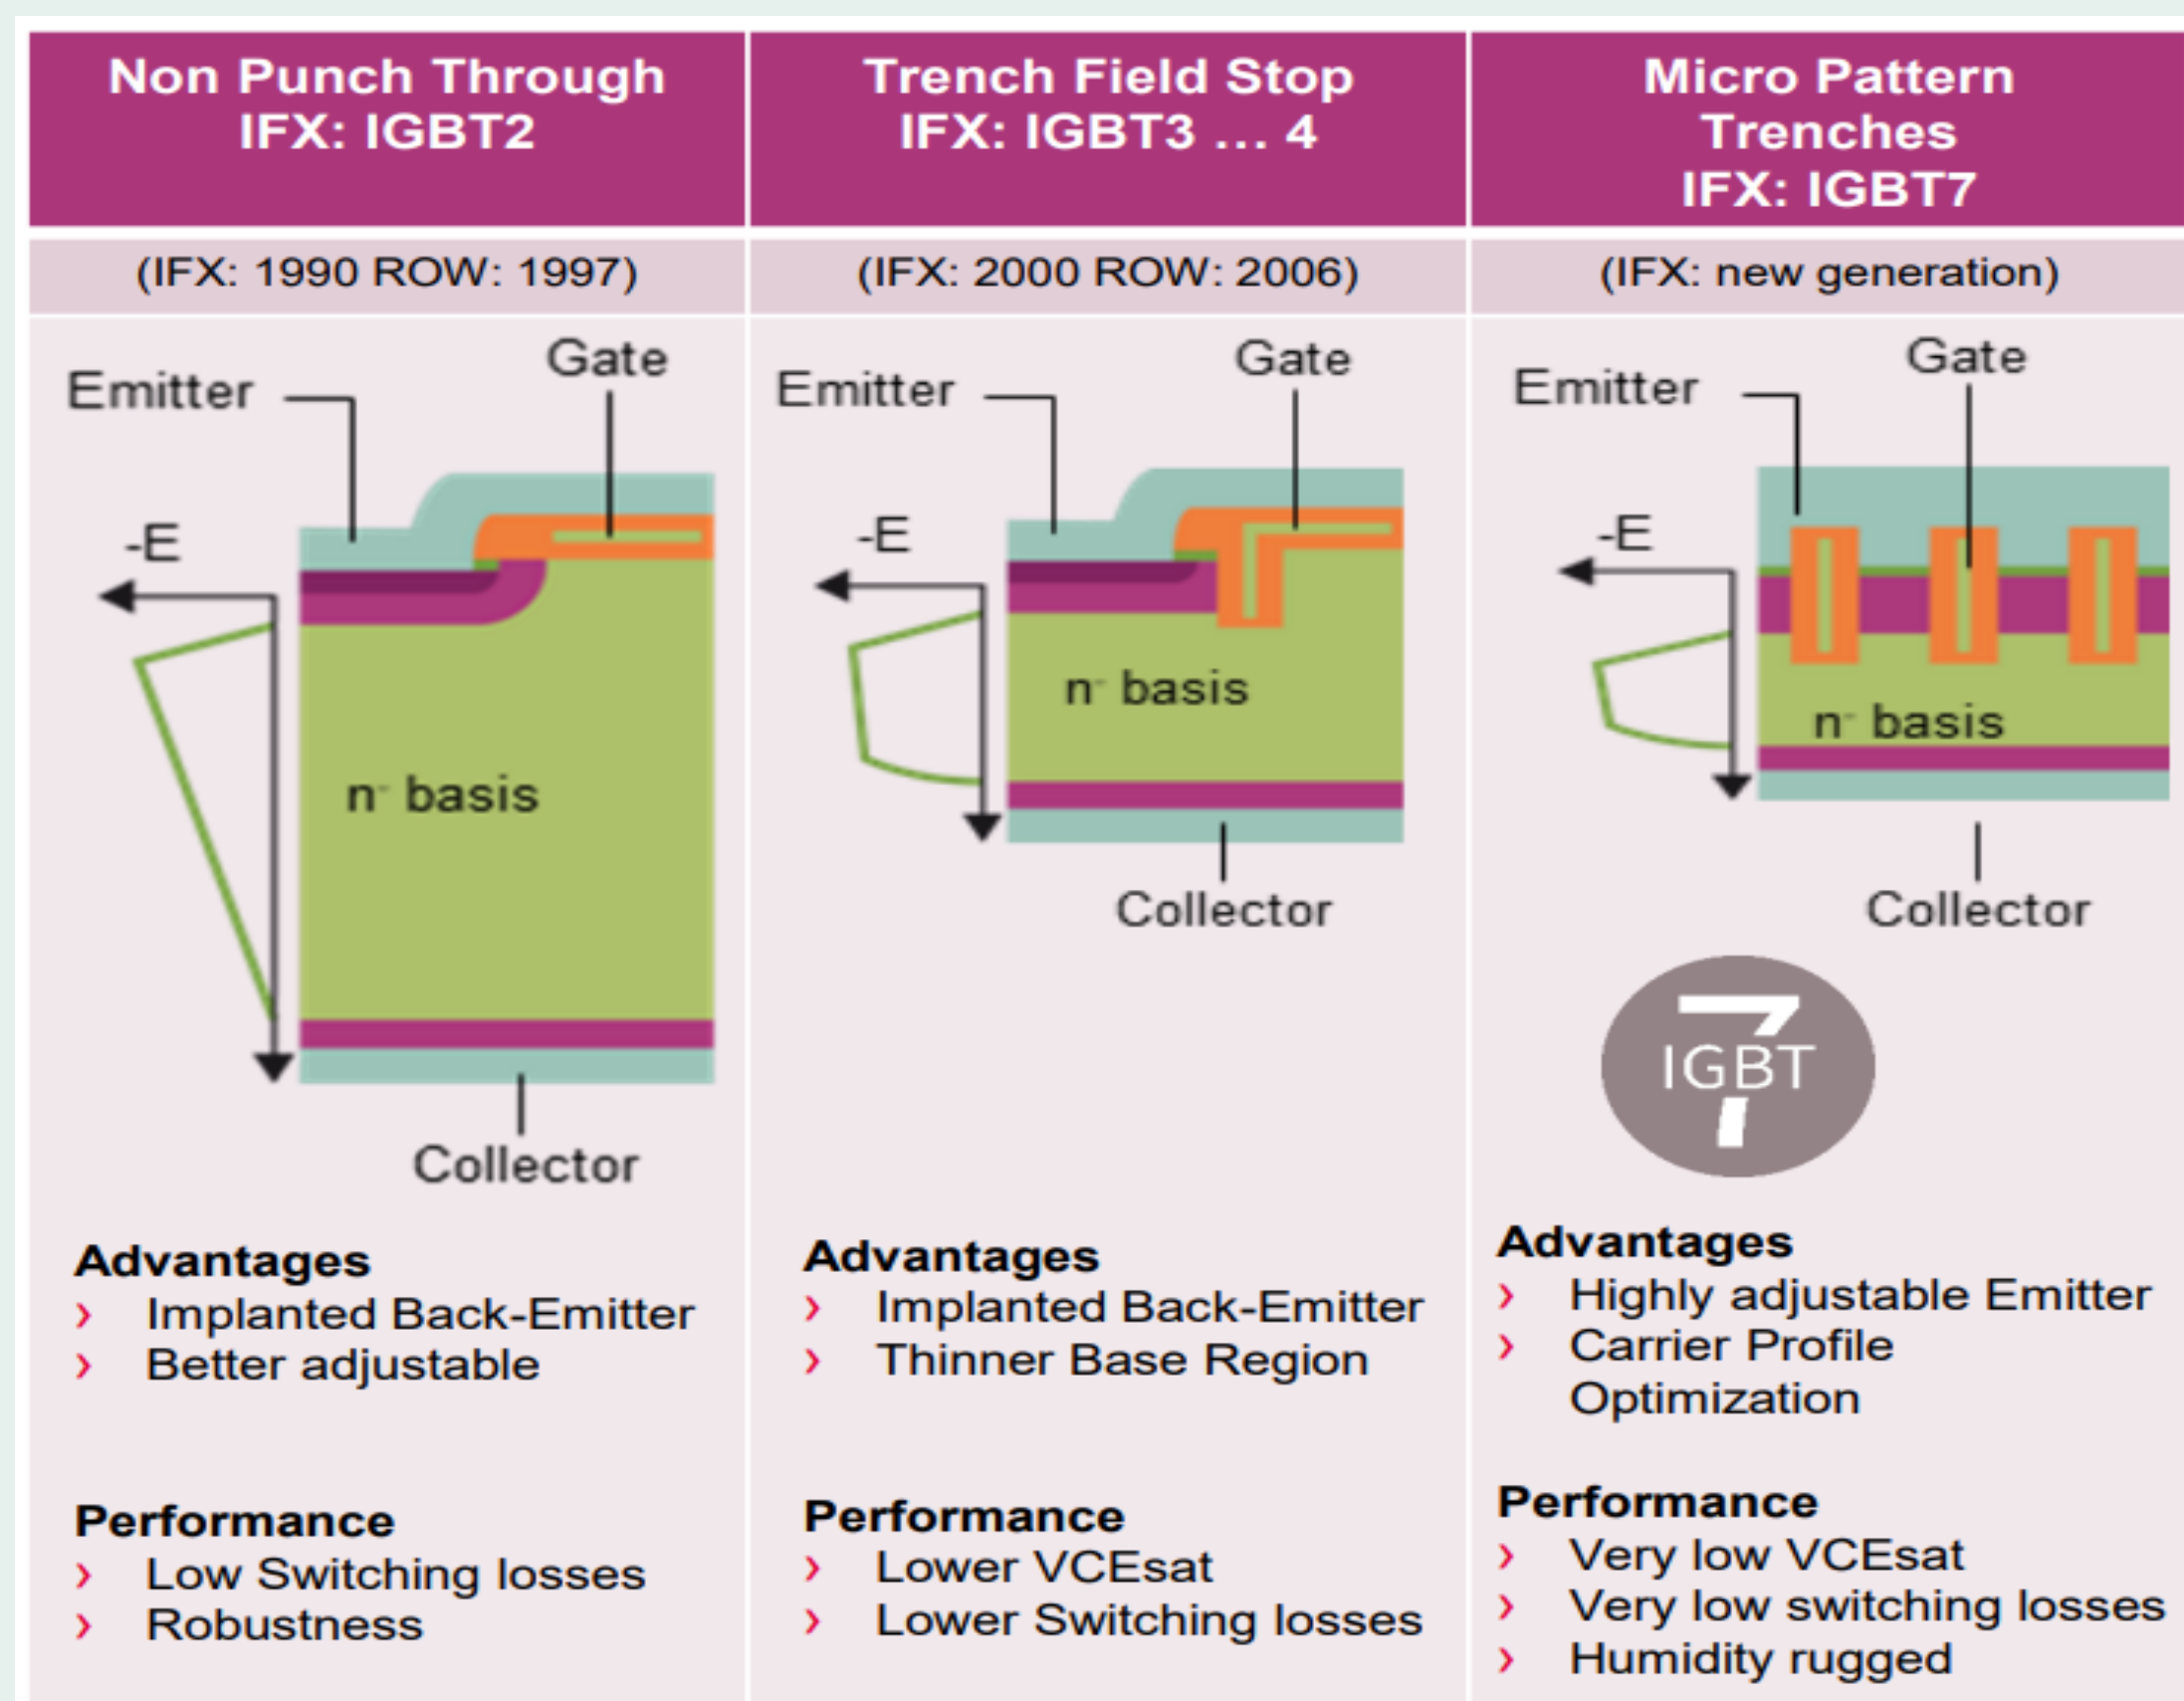 Non Punch Through
IFX: IGBT2
(IFX: 1990 ROW: 1997)
Emitter
Gate
-E
n⁻ basis
Collector
Advantages
› Implanted Back-Emitter
› Better adjustable
Performance
› Low Switching losses
› Robustness
Trench Field Stop
IFX: IGBT3 ... 4
(IFX: 2000 ROW: 2006)
Emitter
Gate
-E
n⁻ basis
Collector
Advantages
› Implanted Back-Emitter
› Thinner Base Region
Performance
› Lower VCEsat
› Lower Switching losses
Micro Pattern
Trenches
IFX: IGBT7
(IFX: new generation)
Emitter
Gate
-E
n⁻ basis
Collector
7
IGBT
Advantages
› Highly adjustable Emitter
› Carrier Profile
Optimization
Performance
› Very low VCEsat
› Very low switching losses
› Humidity rugged